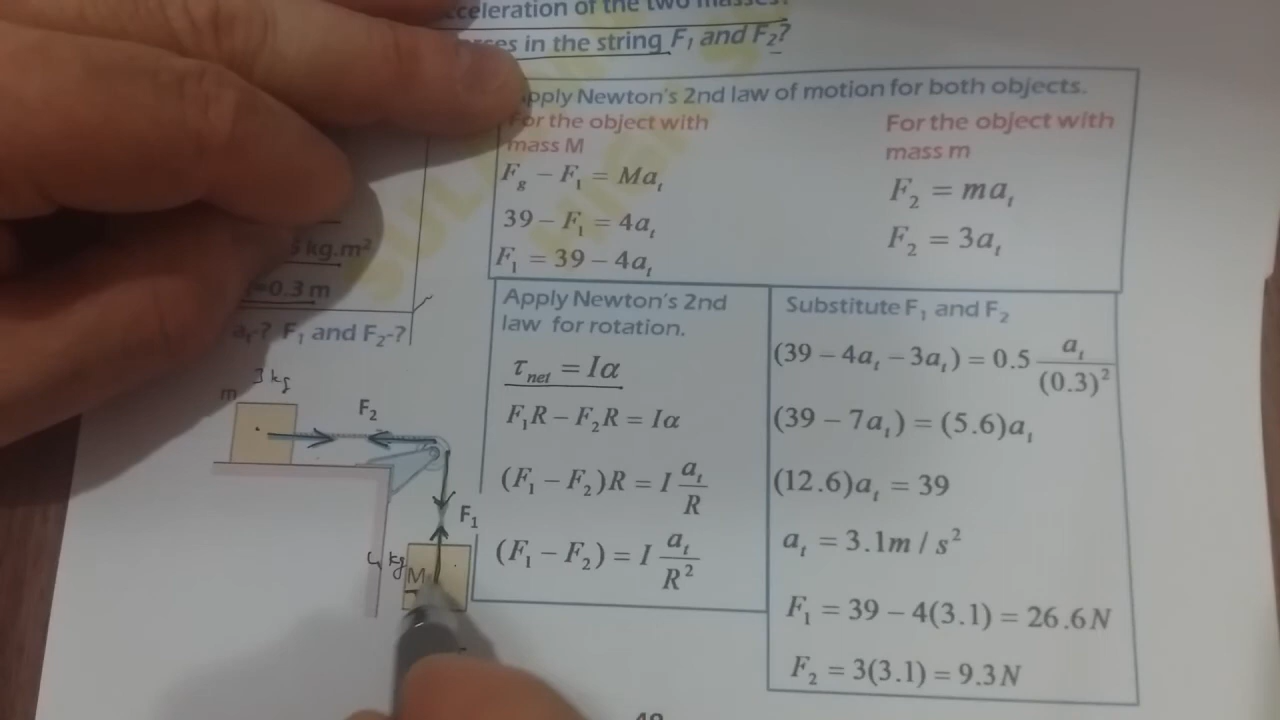 cceleration of the two masses?
in the string F₁ and F₂?
pply Newton's 2nd law of motion for both objects.
For the object with
mass M
F_g − F₁ = Ma_t
39 − F₁ = 4a_t
F₁ = 39 − 4a_t
For the object with
mass m
F₂ = ma_t
F₂ = 3a_t
kg.m²
=0.3 m
a_t-? F₁ and F₂-?
3 kg
m
F₂
F₁
4 kg
M
Apply Newton's 2nd
law for rotation.
τ_net = Iα
F₁R − F₂R = Iα
(F₁ − F₂)R = I a_t/R
(F₁ − F₂) = I a_t/R²
Substitute F₁ and F₂
(39 − 4a_t − 3a_t) = 0.5 a_t/(0.3)²
(39 − 7a_t) = (5.6)a_t
(12.6)a_t = 39
a_t = 3.1m / s²
F₁ = 39 − 4(3.1) = 26.6N
F₂ = 3(3.1) = 9.3N